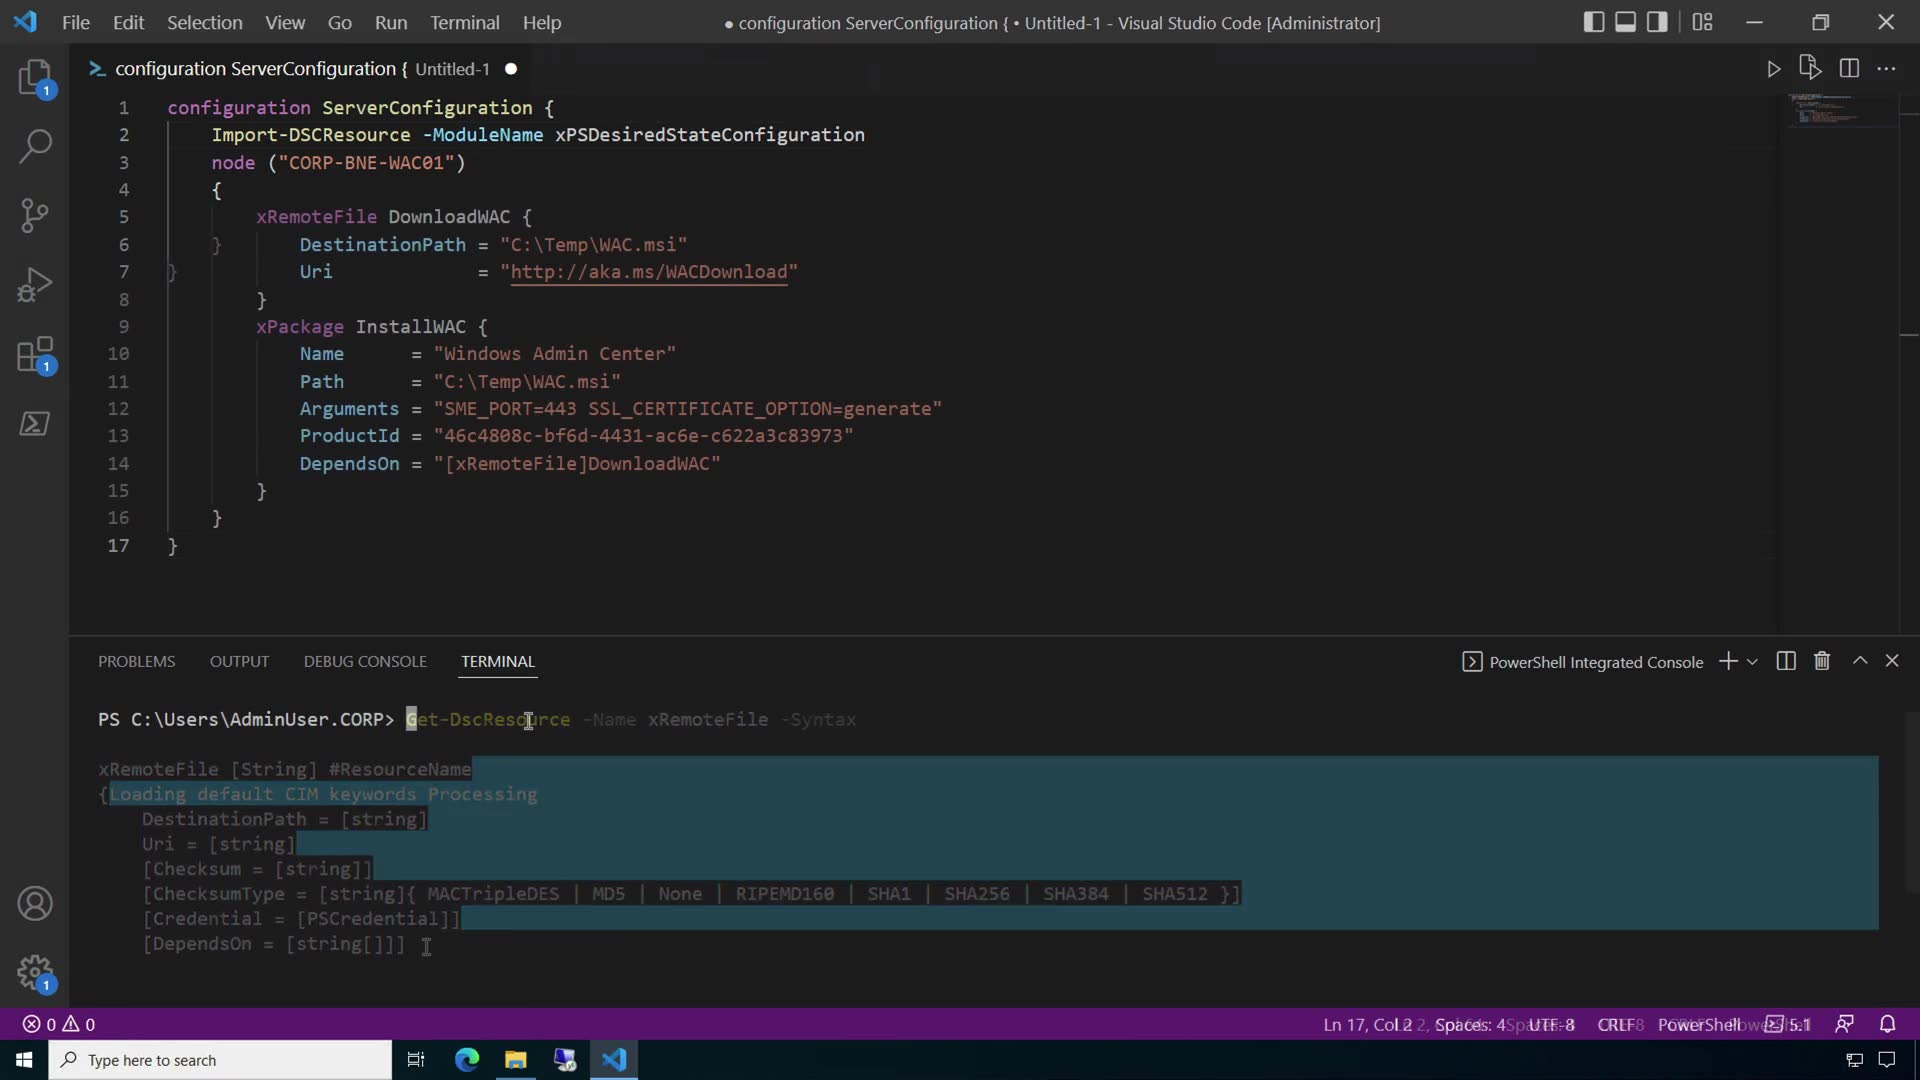 File Edit Selection View Go Run Terminal Help
● configuration ServerConfiguration { • Untitled-1 - Visual Studio Code [Administrator]
configuration ServerConfiguration { Untitled-1 ●
1 configuration ServerConfiguration {
2 Import-DSCResource -ModuleName xPSDesiredStateConfiguration
3 node ("CORP-BNE-WAC01")
4 {
5 xRemoteFile DownloadWAC {
6 } DestinationPath = "C:\Temp\WAC.msi"
7 } Uri = "http://aka.ms/WACDownload"
8 }
9 xPackage InstallWAC {
10 Name = "Windows Admin Center"
11 Path = "C:\Temp\WAC.msi"
12 Arguments = "SME_PORT=443 SSL_CERTIFICATE_OPTION=generate"
13 ProductId = "46c4808c-bf6d-4431-ac6e-c622a3c83973"
14 DependsOn = "[xRemoteFile]DownloadWAC"
15 }
16 }
17 }
1
1
1
PROBLEMS OUTPUT DEBUG CONSOLE TERMINAL
PowerShell Integrated Console
PS C:\Users\AdminUser.CORP> Get-DscResource -Name xRemoteFile -Syntax
xRemoteFile [String] #ResourceName
{Loading default CIM keywords Processing
DestinationPath = [string]
Uri = [string]
[Checksum = [string]]
[ChecksumType = [string]{ MACTripleDES | MD5 | None | RIPEMD160 | SHA1 | SHA256 | SHA384 | SHA512 }]
[Credential = [PSCredential]]
[DependsOn = [string[]]]
0 0
Ln 17, Col 2 Spaces: 4 UTF-8 CRLF PowerShell 5.1
Type here to search